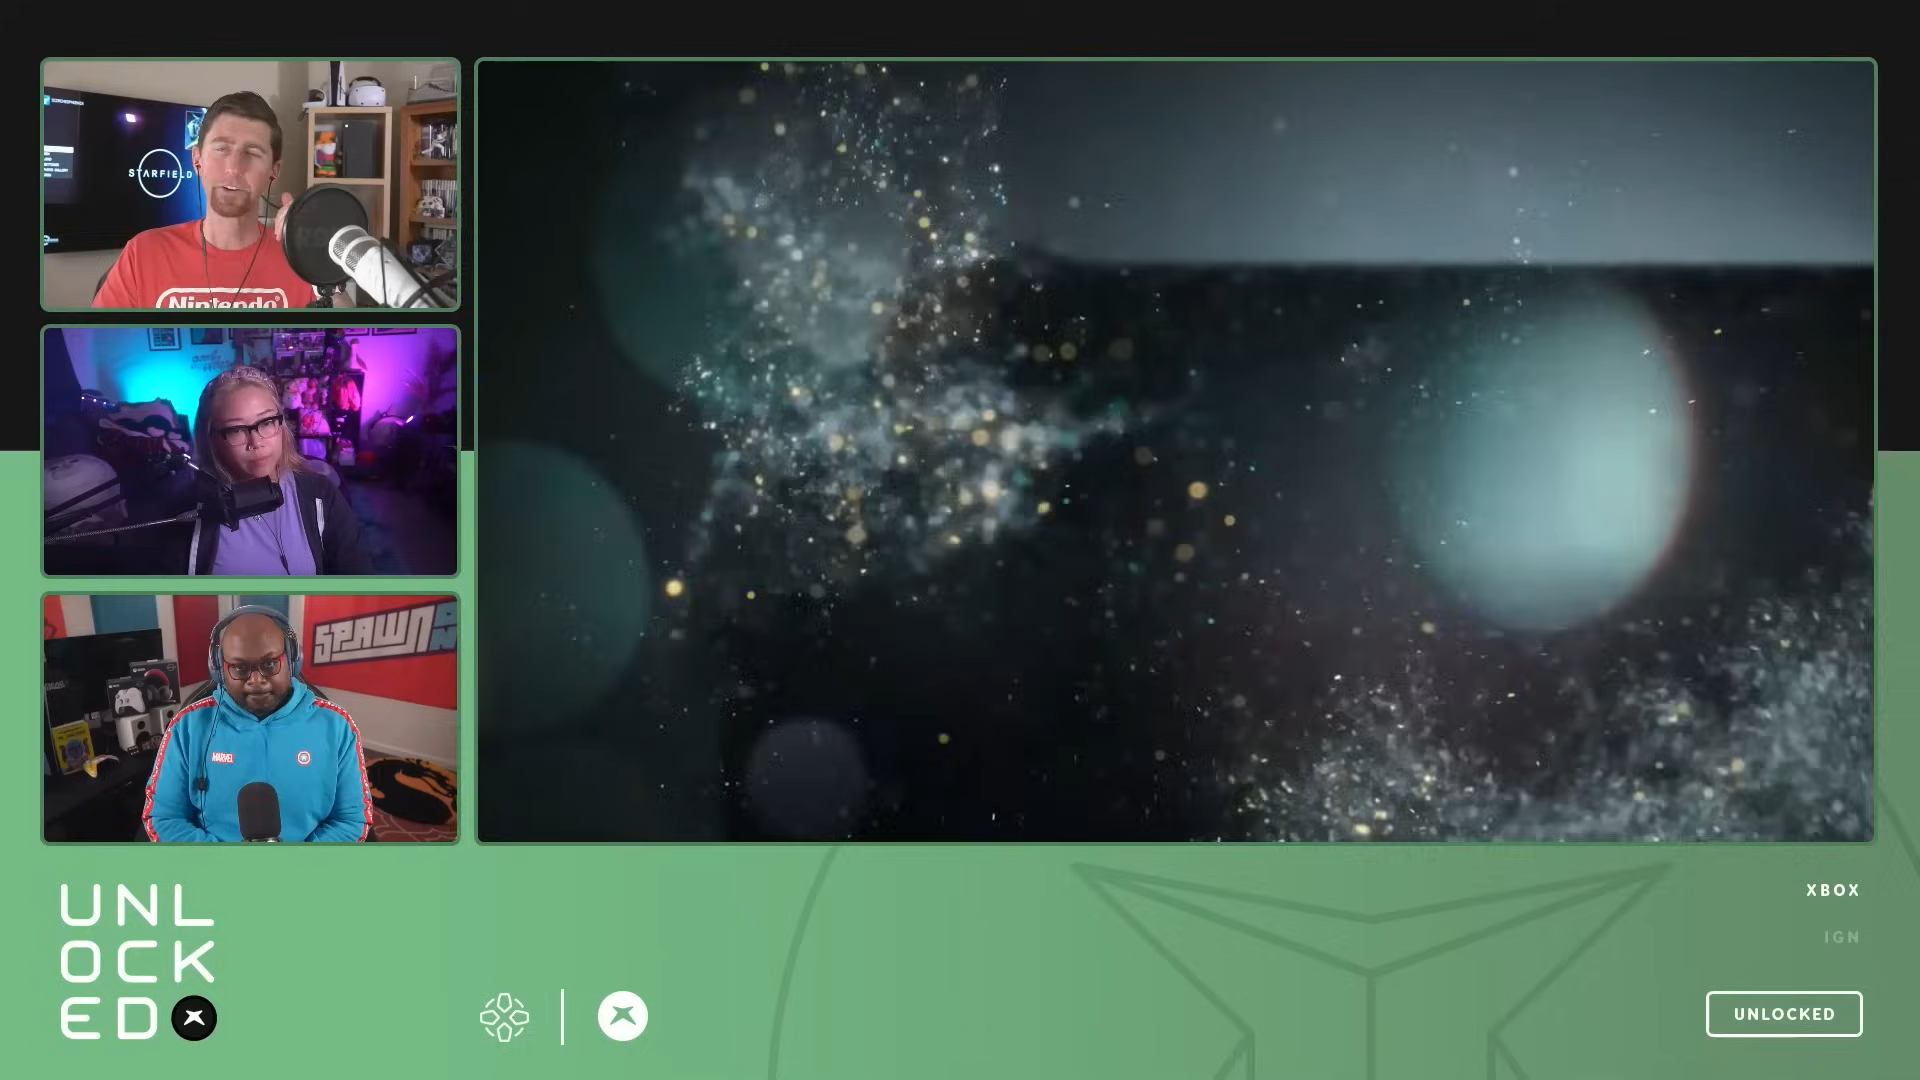 STARFIELD
Nintendo
SPAWN
MARVEL
UNL
OCK
ED
XBOX
IGN
UNLOCKED